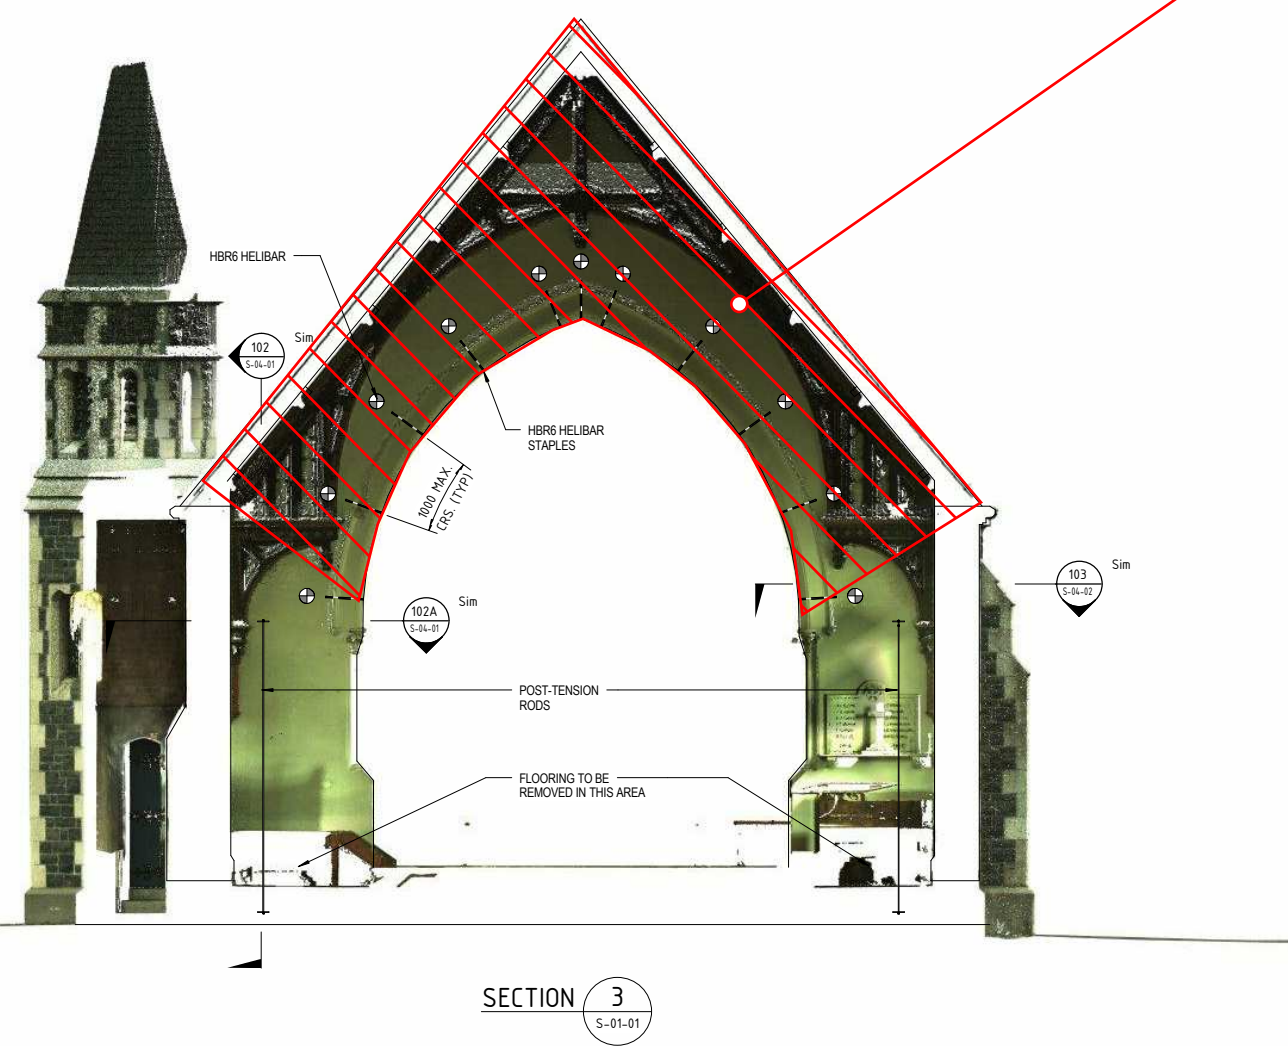 HBR6 HELIBAR
102
S-04-01
Sim
HBR6 HELIBAR
STAPLES
1000 MAX.
CRS. (TYP)
102A
S-04-01
Sim
103
S-04-02
Sim
POST-TENSION
RODS
FLOORING TO BE
REMOVED IN THIS AREA
SECTION
3
S-01-01